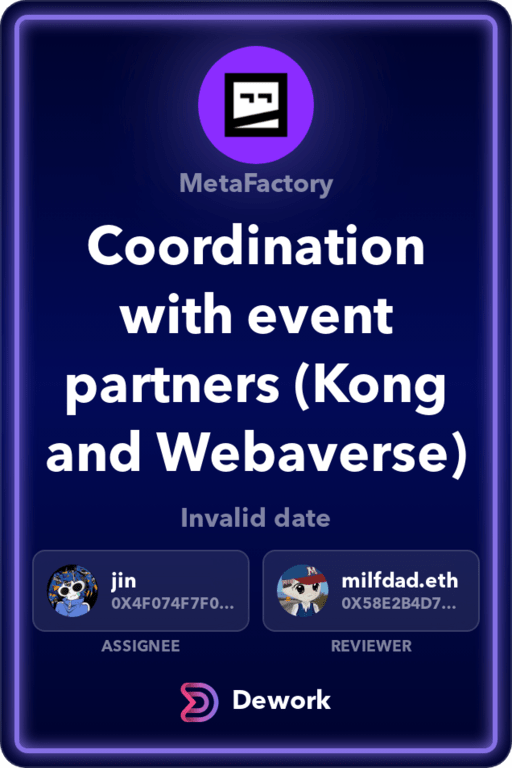 MetaFactory
Coordination
with event
partners (Kong
and Webaverse)
Invalid date
jin
0X4F074F7F0...
ASSIGNEE
milfdad.eth
0X58E2B4D7...
REVIEWER
Dework